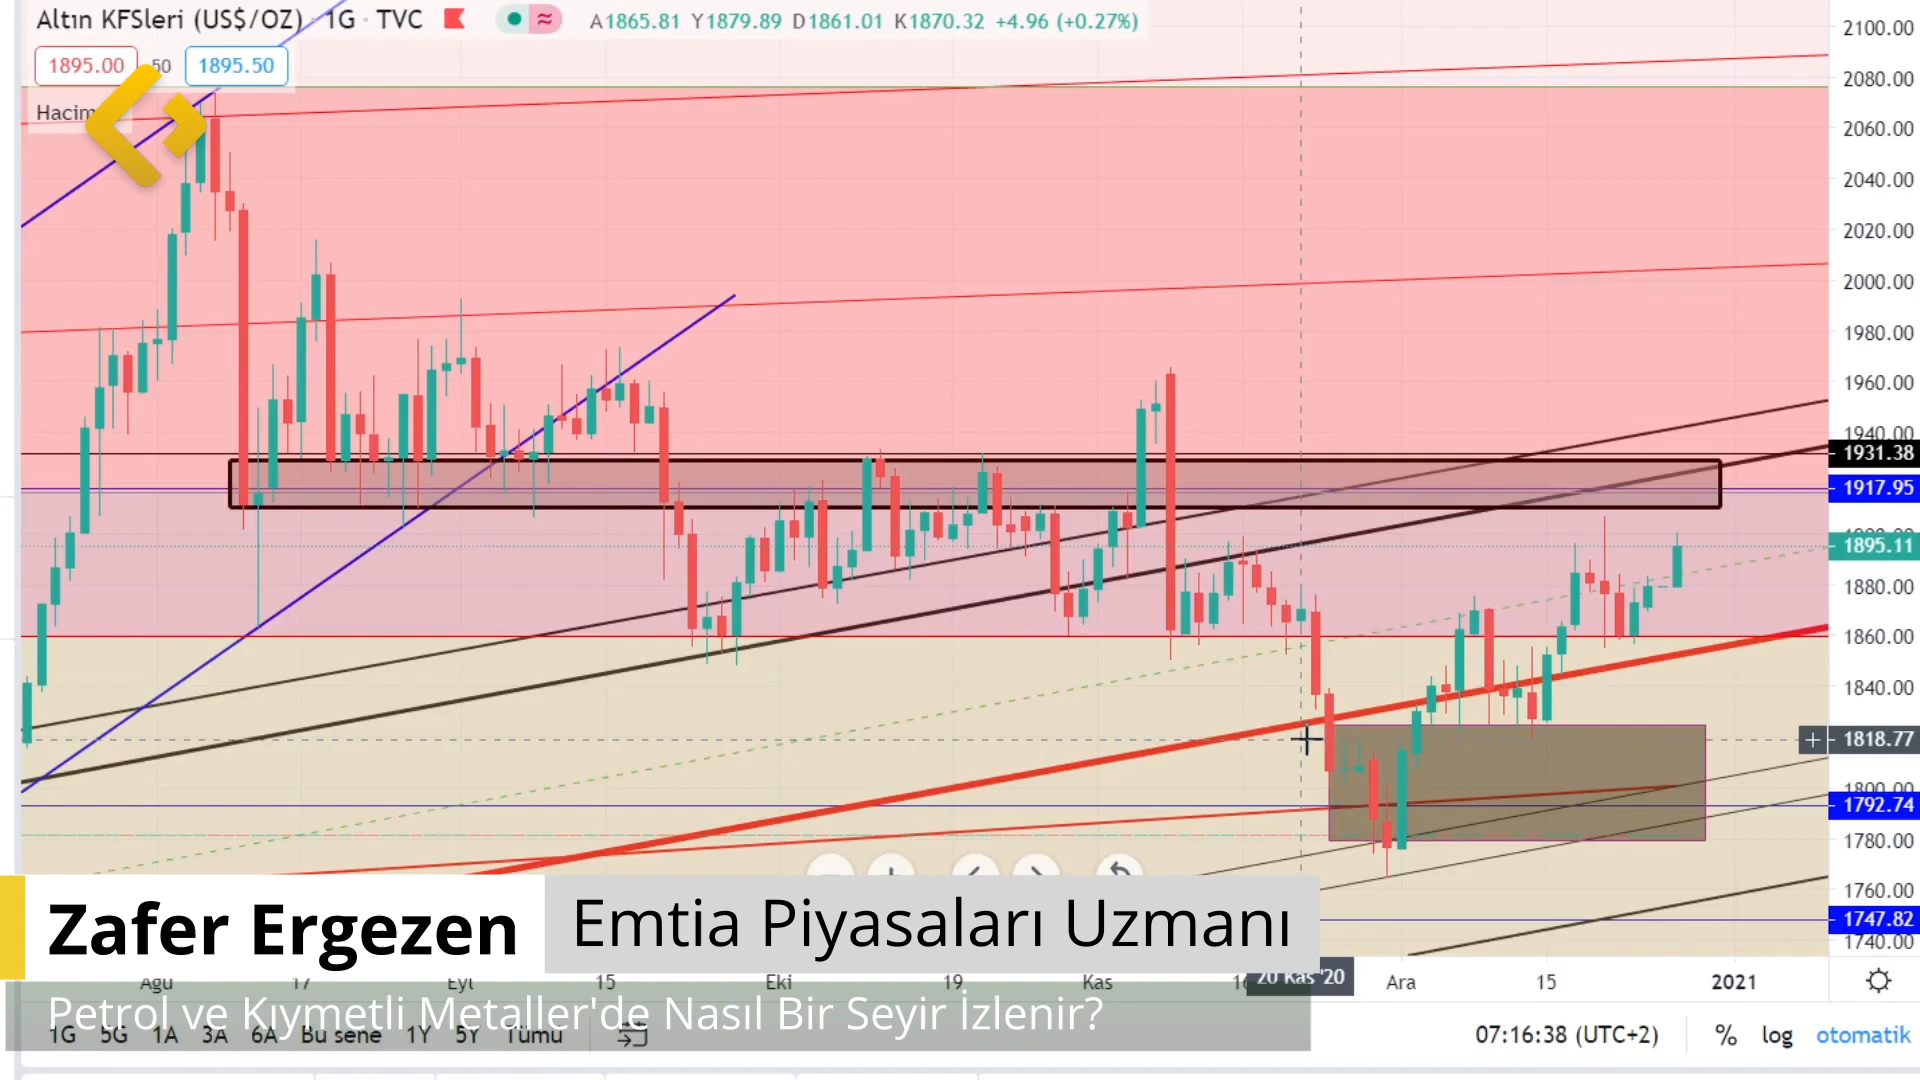 Altın KFSleri (US$/OZ) · 1G · TVC A1865.81 Y1879.89 D1861.01 K1870.32 +4.96 (+0.27%)
1895.00 50 1895.50
Hacim
2100.00
2080.00
2060.00
2040.00
2020.00
2000.00
1980.00
1960.00
1940.00
1931.38
1917.95
1895.11
1880.00
1860.00
1840.00
1818.77
1800.00
1792.74
1780.00
1760.00
1747.82
1740.00
Zafer Ergezen
Emtia Piyasaları Uzmanı
Ağu 17 Eyl 15 Eki 19 Kas 16 20 Kas '20 Ara 15 2021
Petrol ve Kıymetli Metaller'de Nasıl Bir Seyir İzlenir?
1G 5G 1A 3A 6A Bu sene 1Y 5Y Tümü 07:16:38 (UTC+2) % log otomatik